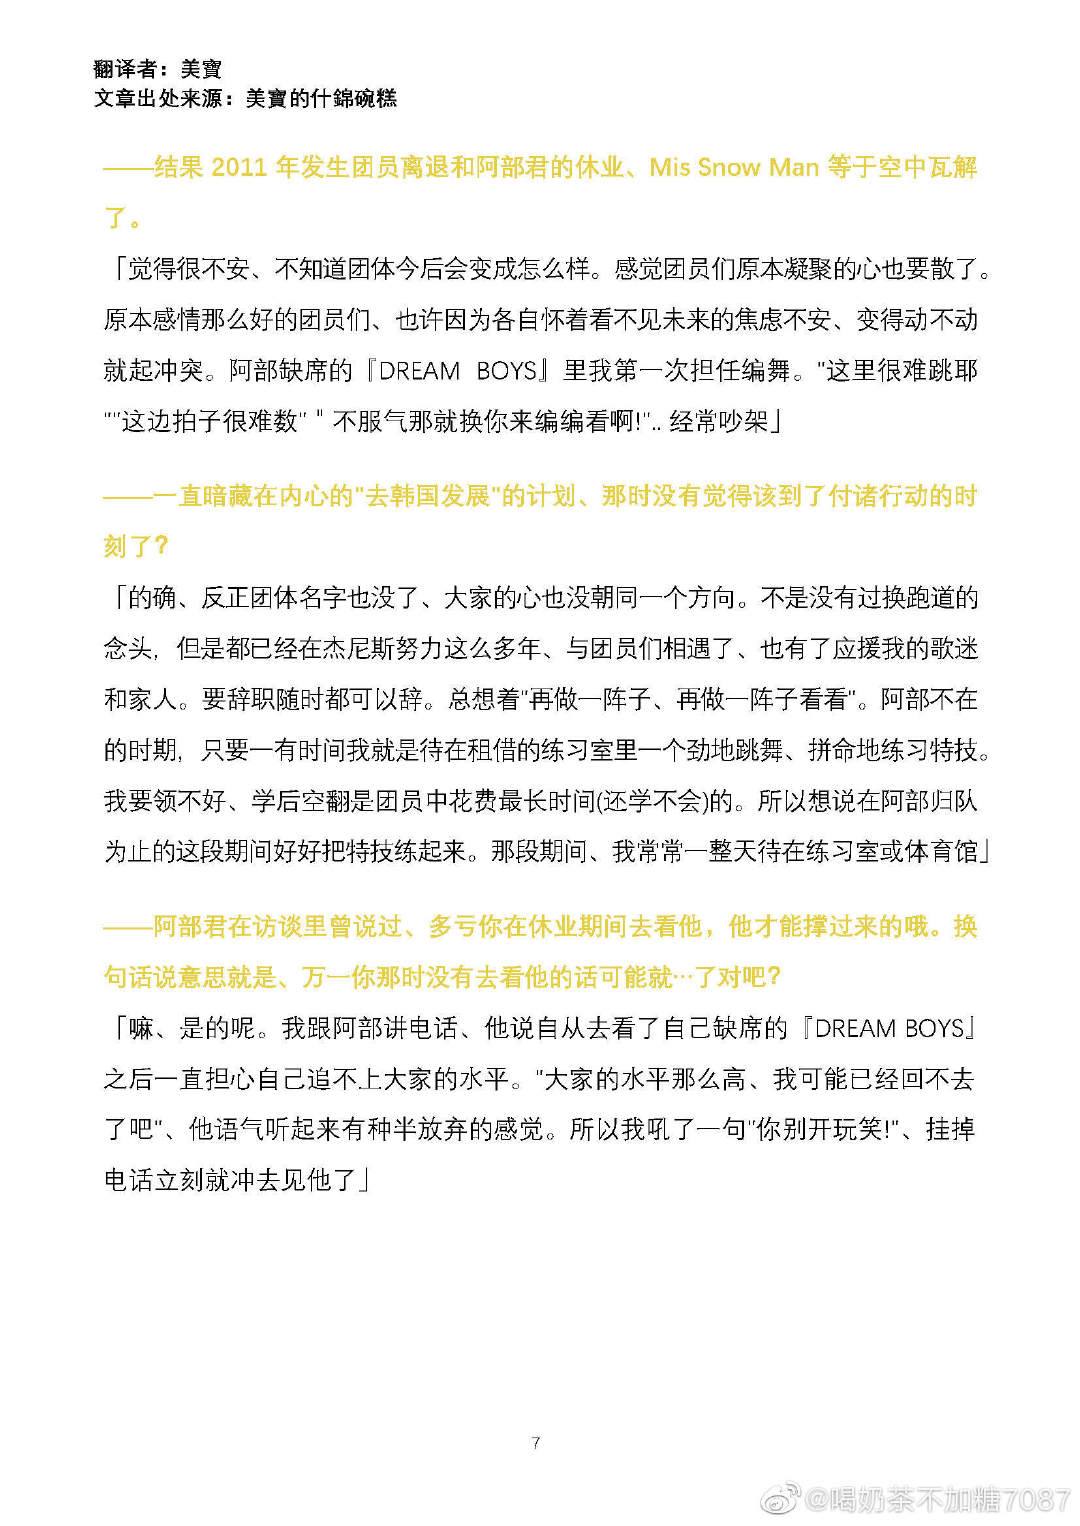 翻译者：美寶
文章出处来源：美寶的什錦碗糕
——结果 2011 年发生团员离退和阿部君的休业、Mis Snow Man 等于空中瓦解
了。
「觉得很不安、不知道团体今后会变成怎么样。感觉团员们原本凝聚的心也要散了。
原本感情那么好的团员们、也许因为各自怀着看不见未来的焦虑不安、变得动不动
就起冲突。阿部缺席的『DREAM BOYS』里我第一次担任编舞。"这里很难跳耶
""这边拍子很难数" " 不服气那就换你来编编看啊!".. 经常吵架」
——一直暗藏在内心的"去韩国发展"的计划、那时没有觉得该到了付诸行动的时
刻了？
「的确、反正团体名字也没了、大家的心也没朝同一个方向。不是没有过换跑道的
念头，但是都已经在杰尼斯努力这么多年、与团员们相遇了、也有了应援我的歌迷
和家人。要辞职随时都可以辞。总想着"再做一阵子、再做一阵子看看"。阿部不在
的时期，只要一有时间我就是待在租借的练习室里一个劲地跳舞、拼命地练习特技。
我要领不好、学后空翻是团员中花费最长时间(还学不会)的。所以想说在阿部归队
为止的这段期间好好把特技练起来。那段期间、我常常一整天待在练习室或体育馆」
——阿部君在访谈里曾说过、多亏你在休业期间去看他，他才能撑过来的哦。换
句话说意思就是、万一你那时没有去看他的话可能就…了对吧？
「嘛、是的呢。我跟阿部讲电话、他说自从去看了自己缺席的『DREAM BOYS』
之后一直担心自己追不上大家的水平。"大家的水平那么高、我可能已经回不去
了吧"、他语气听起来有种半放弃的感觉。所以我吼了一句"你别开玩笑!"、挂掉
电话立刻就冲去见他了」
7
@喝奶茶不加糖7087